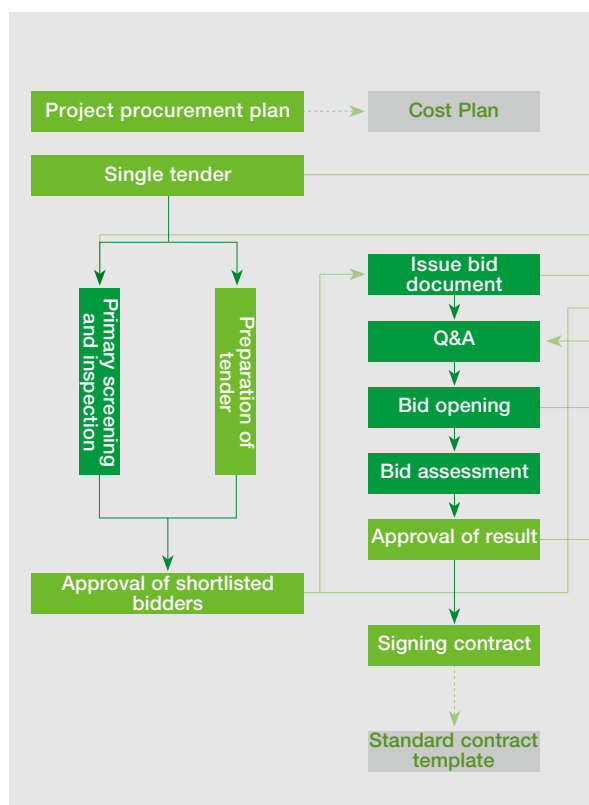 Project procurement plan
Cost Plan
Single tender
Primary screening
and inspection
Preparation of
tender
Approval of shortlisted
bidders
Issue bid
document
Q&A
Bid opening
Bid assessment
Approval of result
Signing contract
Standard contract
template